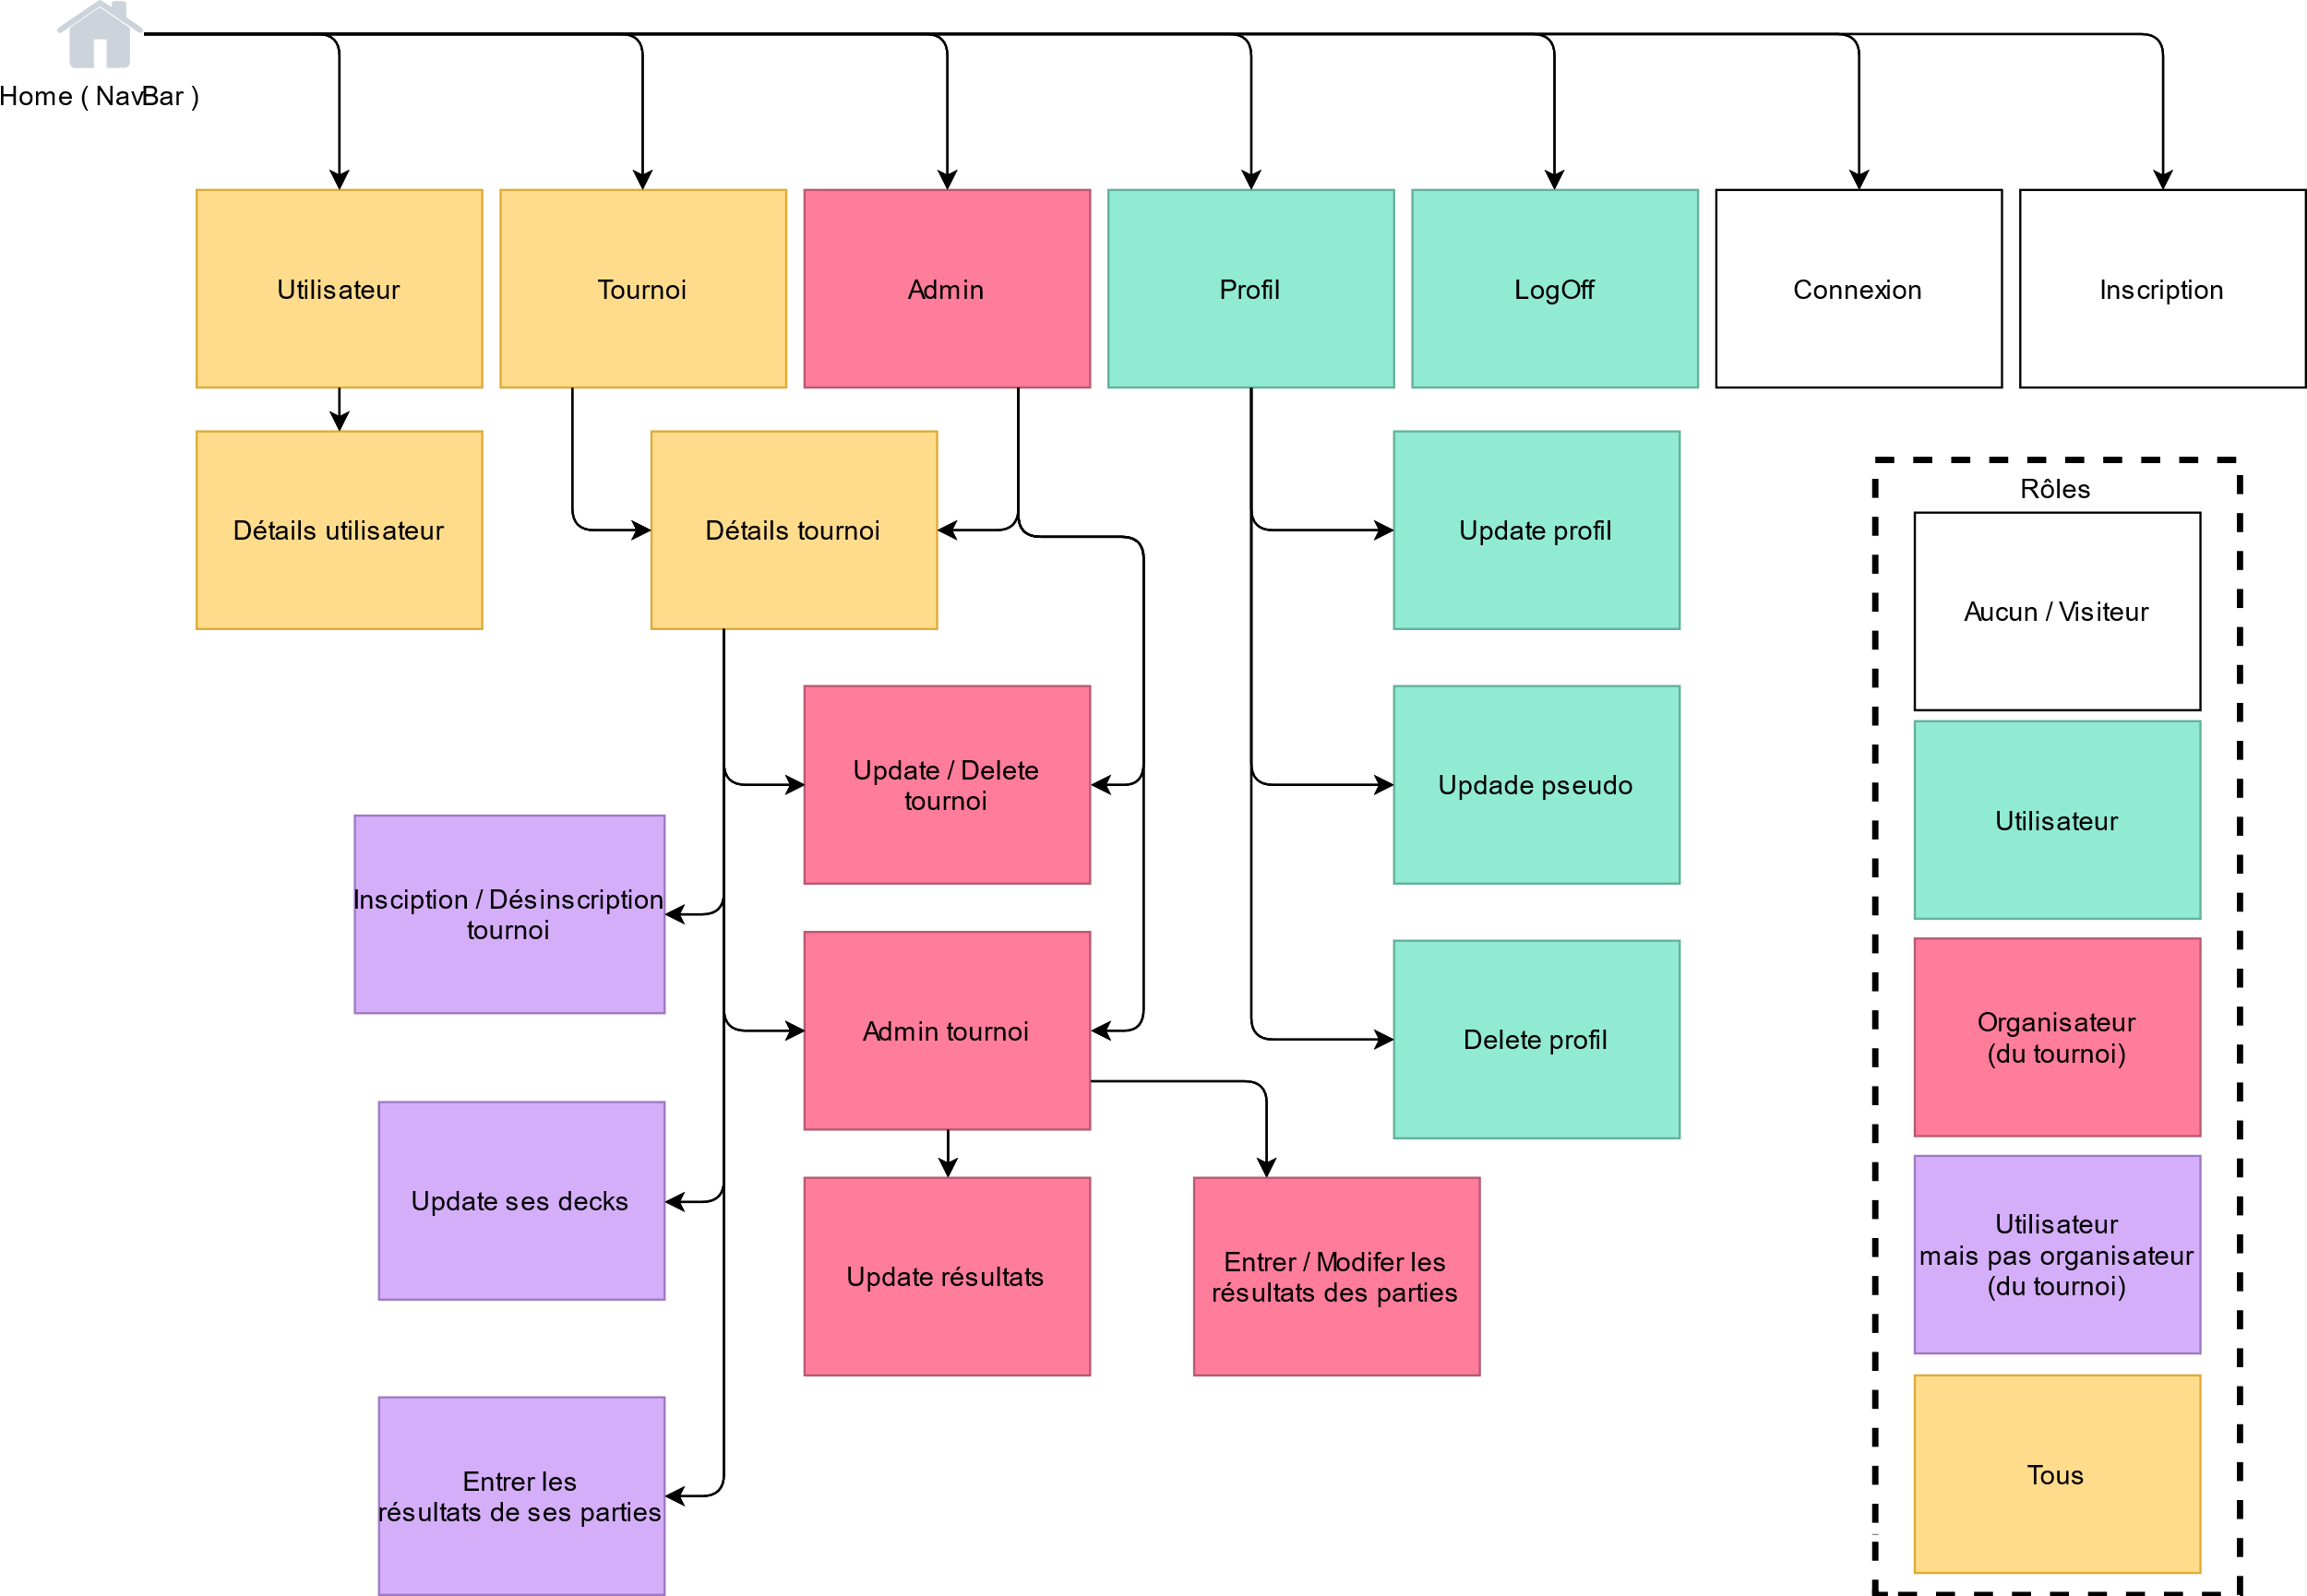 Home ( NavBar )
Utilisateur
Tournoi
Admin
Profil
LogOff
Connexion
Inscription
Détails utilisateur
Détails tournoi
Update profil
Update / Delete
tournoi
Updade pseudo
Insciption / Désinscription
tournoi
Admin tournoi
Delete profil
Update ses decks
Update résultats
Entrer / Modifer les
résultats des parties
Entrer les
résultats de ses parties
Rôles
Aucun / Visiteur
Utilisateur
Organisateur
(du tournoi)
Utilisateur
mais pas organisateur
(du tournoi)
Tous